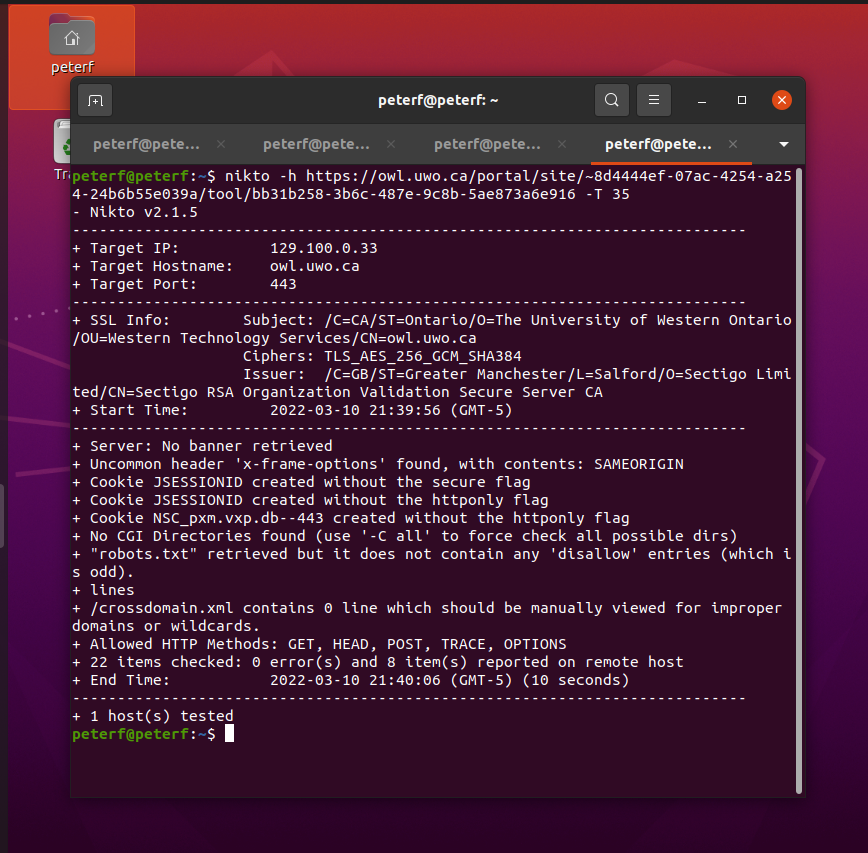 peterf
peterf@peterf: ~
peterf@pete... × peterf@pete... × peterf@pete... × peterf@pete... ×
Tra
peterf@peterf:~$ nikto -h https://owl.uwo.ca/portal/site/~8d4444ef-07ac-4254-a25
4-24b6b55e039a/tool/bb31b258-3b6c-487e-9c8b-5ae873a6e916 -T 35
- Nikto v2.1.5
---------------------------------------------------------------------------
+ Target IP:          129.100.0.33
+ Target Hostname:    owl.uwo.ca
+ Target Port:        443
---------------------------------------------------------------------------
+ SSL Info:        Subject: /C=CA/ST=Ontario/O=The University of Western Ontario
/OU=Western Technology Services/CN=owl.uwo.ca
                   Ciphers: TLS_AES_256_GCM_SHA384
                   Issuer:  /C=GB/ST=Greater Manchester/L=Salford/O=Sectigo Limi
ted/CN=Sectigo RSA Organization Validation Secure Server CA
+ Start Time:         2022-03-10 21:39:56 (GMT-5)
---------------------------------------------------------------------------
+ Server: No banner retrieved
+ Uncommon header 'x-frame-options' found, with contents: SAMEORIGIN
+ Cookie JSESSIONID created without the secure flag
+ Cookie JSESSIONID created without the httponly flag
+ Cookie NSC_pxm.vxp.db--443 created without the httponly flag
+ No CGI Directories found (use '-C all' to force check all possible dirs)
+ "robots.txt" retrieved but it does not contain any 'disallow' entries (which i
s odd).
+ lines
+ /crossdomain.xml contains 0 line which should be manually viewed for improper
domains or wildcards.
+ Allowed HTTP Methods: GET, HEAD, POST, TRACE, OPTIONS
+ 22 items checked: 0 error(s) and 8 item(s) reported on remote host
+ End Time:           2022-03-10 21:40:06 (GMT-5) (10 seconds)
---------------------------------------------------------------------------
+ 1 host(s) tested
peterf@peterf:~$